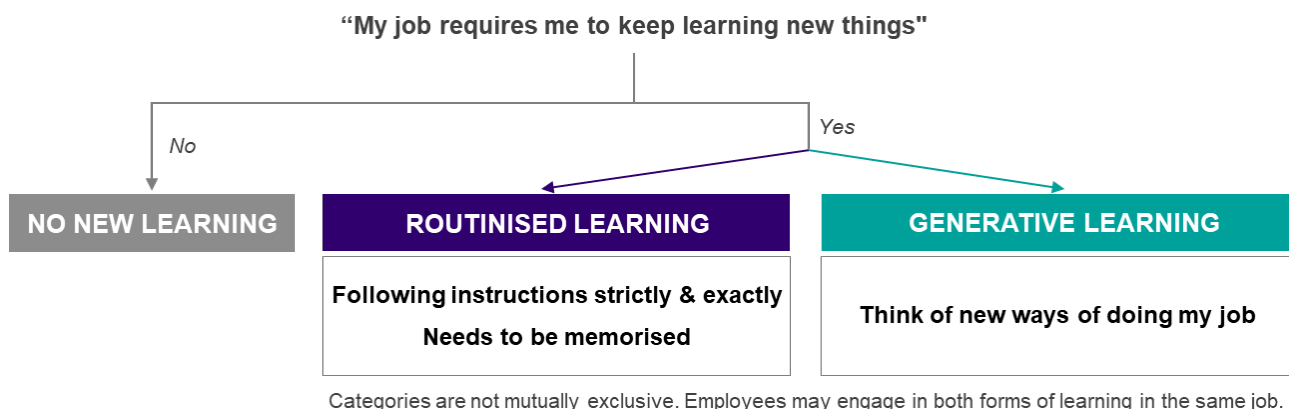 “My job requires me to keep learning new things"
No
Yes
NO NEW LEARNING
ROUTINISED LEARNING
GENERATIVE LEARNING
Following instructions strictly & exactly
Needs to be memorised
Think of new ways of doing my job
Categories are not mutually exclusive. Employees may engage in both forms of learning in the same job.